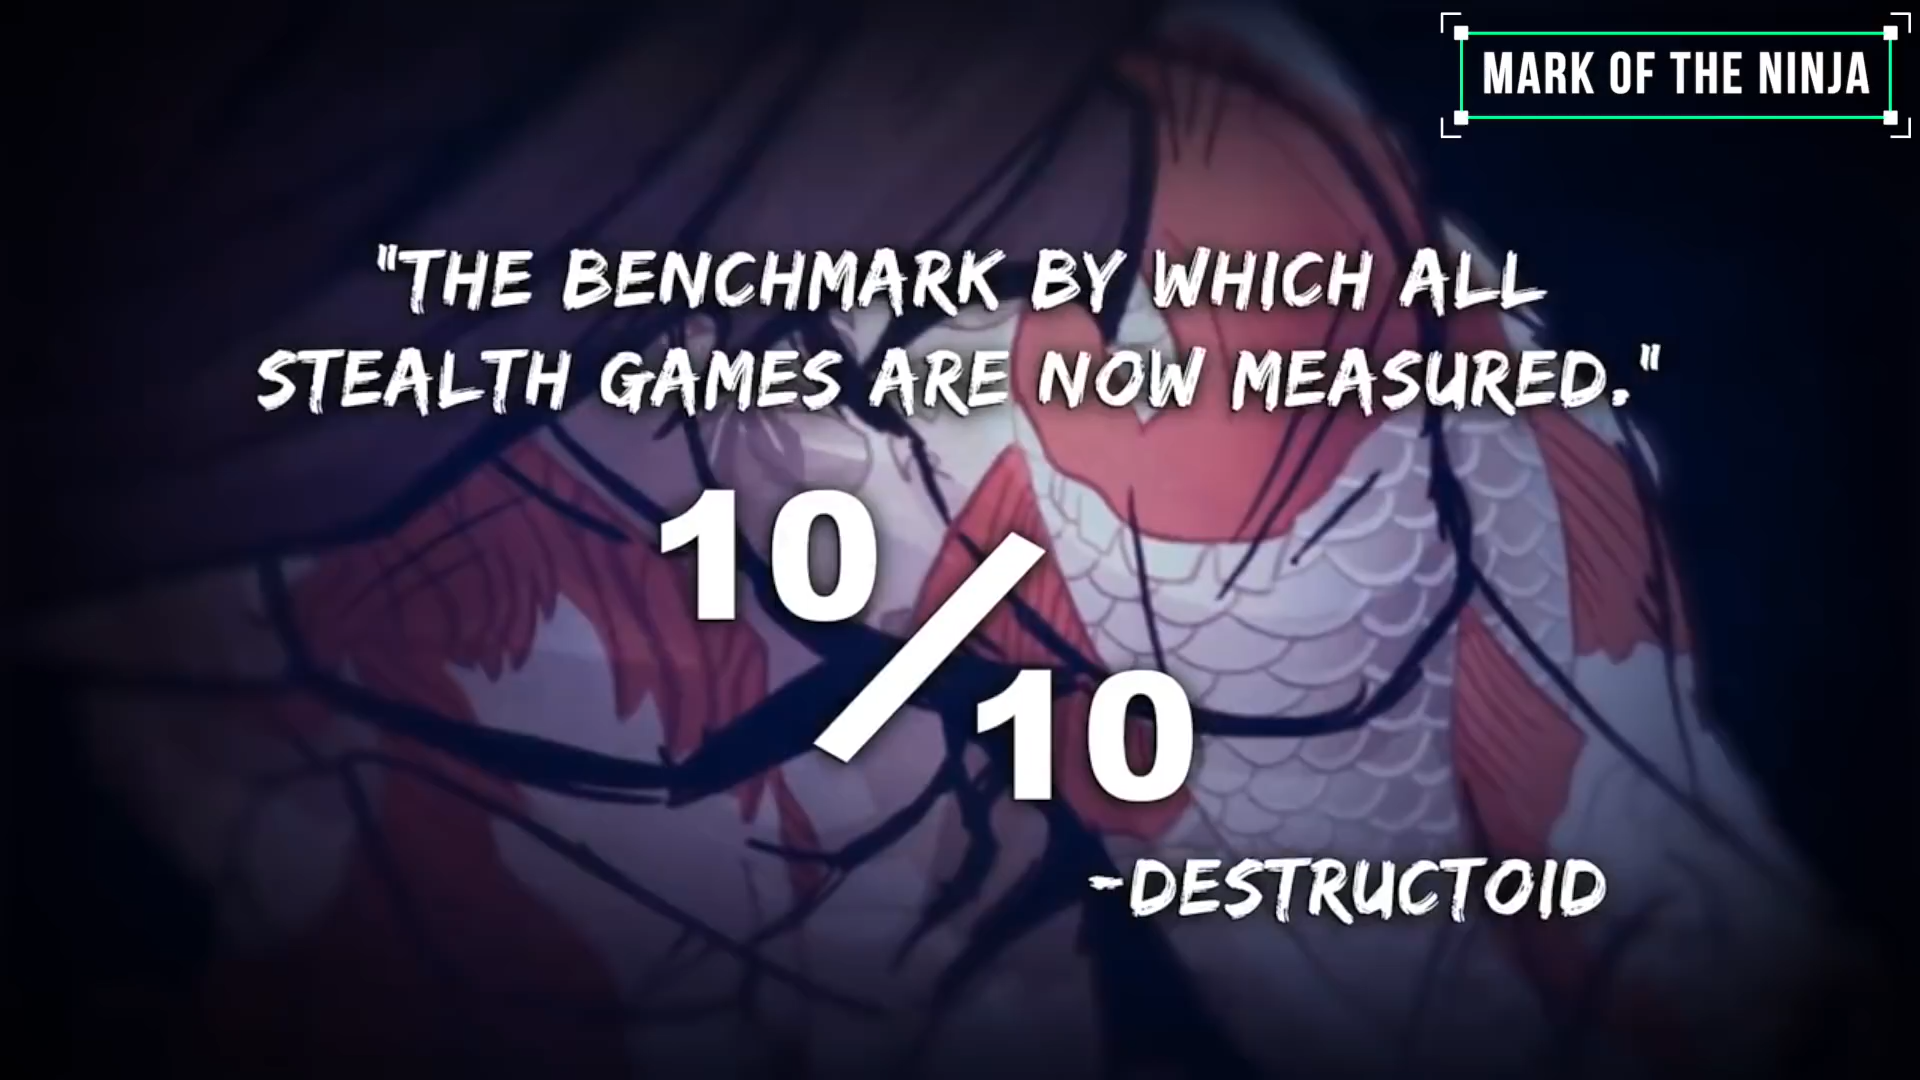 MARK OF THE NINJA
"THE BENCHMARK BY WHICH ALL
STEALTH GAMES ARE NOW MEASURED."
10/10
-DESTRUCTOID